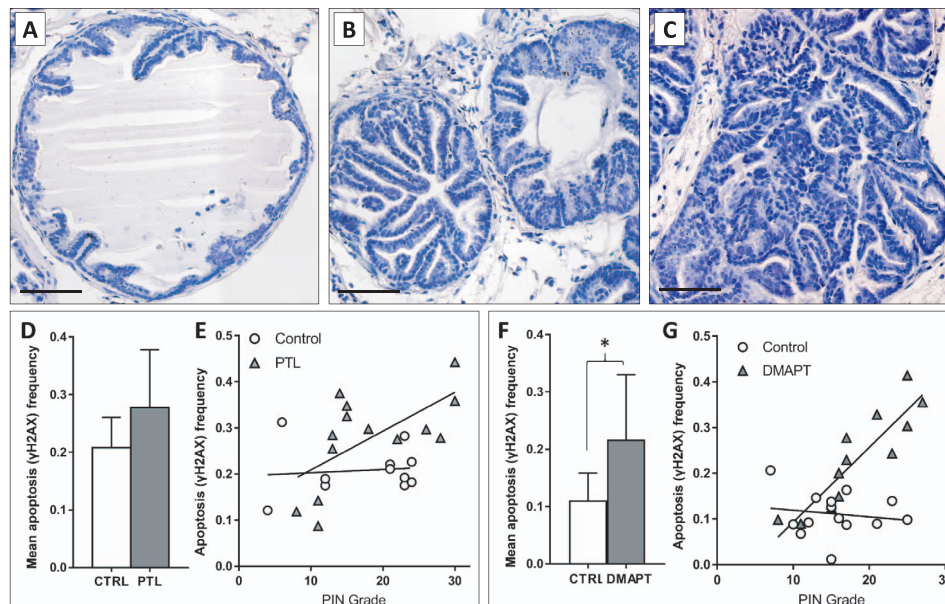 A
B
C
D
Mean apoptosis (γH2AX) frequency
0.4
0.3
0.2
0.1
0.0
CTRL PTL
E
Control
PTL
Apoptosis (γH2AX) frequency
0.5
0.4
0.3
0.2
0.1
0.0
0
10
20
30
PIN Grade
F
*
Mean apoptosis (γH2AX) frequency
0.4
0.3
0.2
0.1
0.0
CTRL DMAPT
G
Control
DMAPT
Apoptosis (γH2AX) frequency
0.5
0.4
0.3
0.2
0.1
0.0
0
10
20
30
PIN Grade